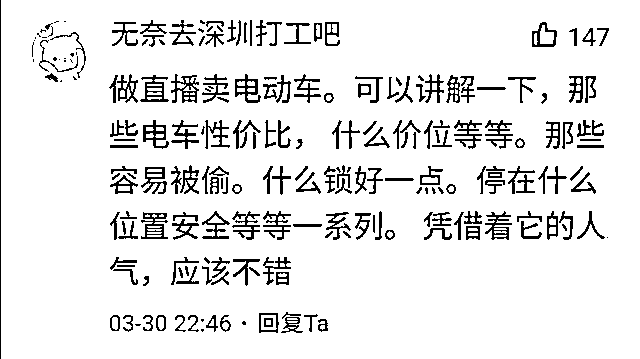 无奈去深圳打工吧
147
做直播卖电动车。可以讲解一下，那
些电车性价比， 什么价位等等。那些
容易被偷。什么锁好一点。停在什么
位置安全等等一系列。 凭借着它的人
气，应该不错
03-30 22:46 · 回复Ta